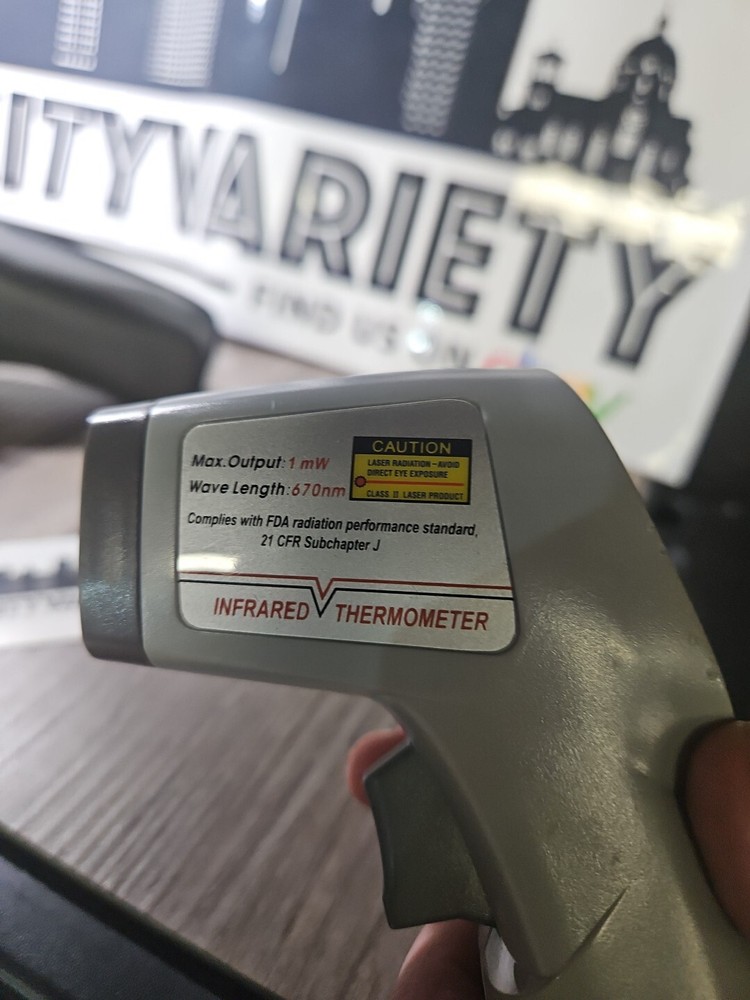 ITYVARIETY
FIND US ON
Max.Output:1 mW
Wave Length:670nm
CAUTION
LASER RADIATION-AVOID
DIRECT EYE EXPOSURE
CLASS II LASER PRODUCT
Complies with FDA radiation performance standard,
21 CFR Subchapter J
INFRARED THERMOMETER